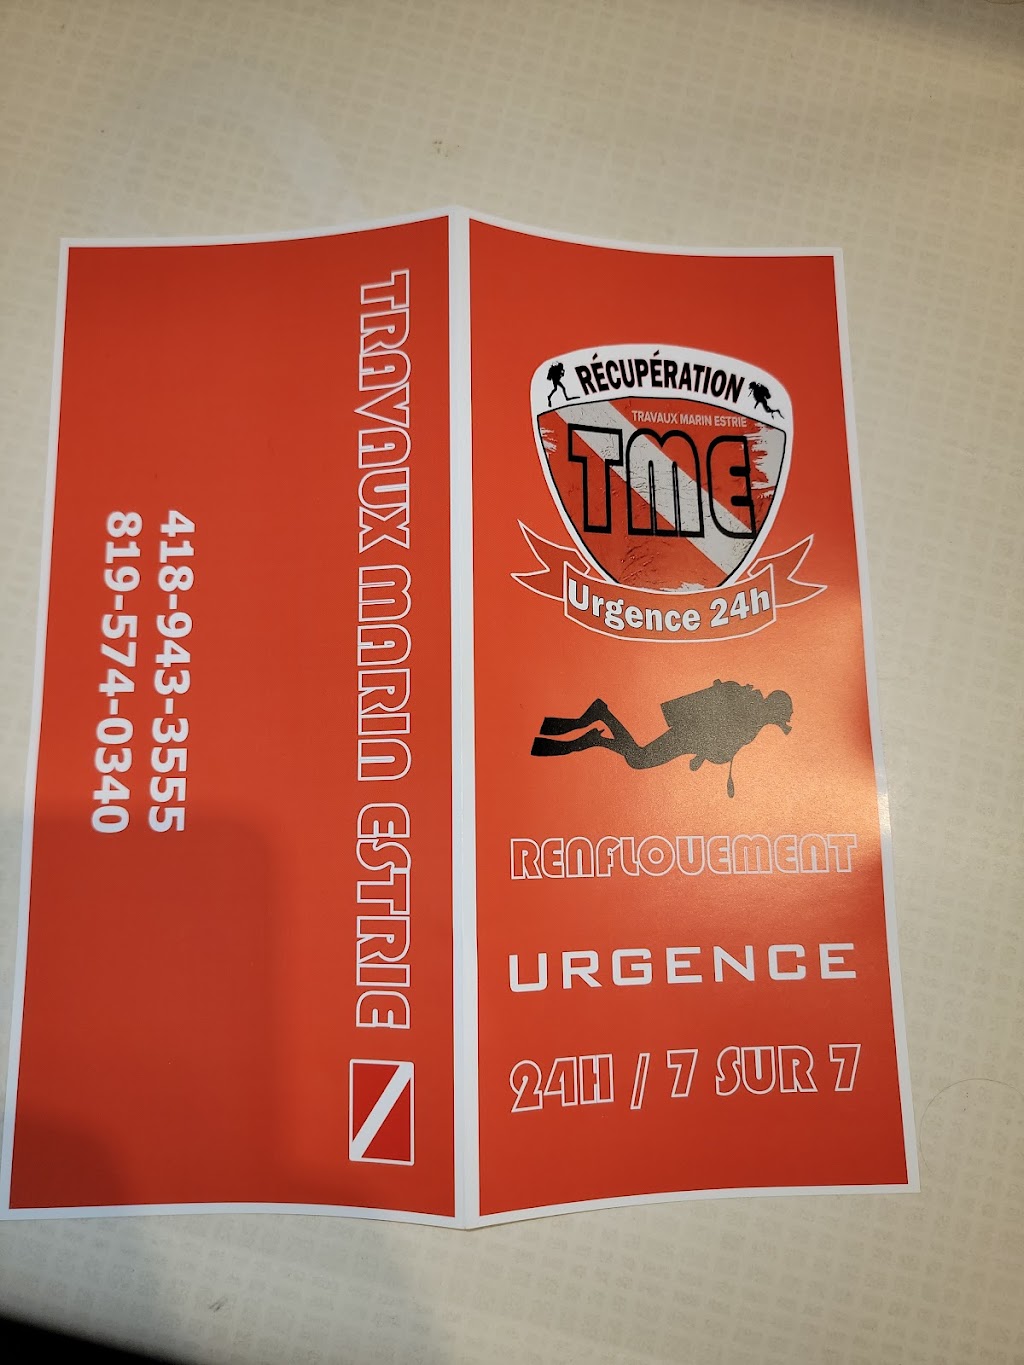 TRAVAUX MARIN ESTRIE
418-943-3555
819-574-0340
RÉCUPÉRATION
TRAVAUX MARIN ESTRIE
TME
Urgence 24h
RENFLOUEMENT
URGENCE
24H / 7 SUR 7